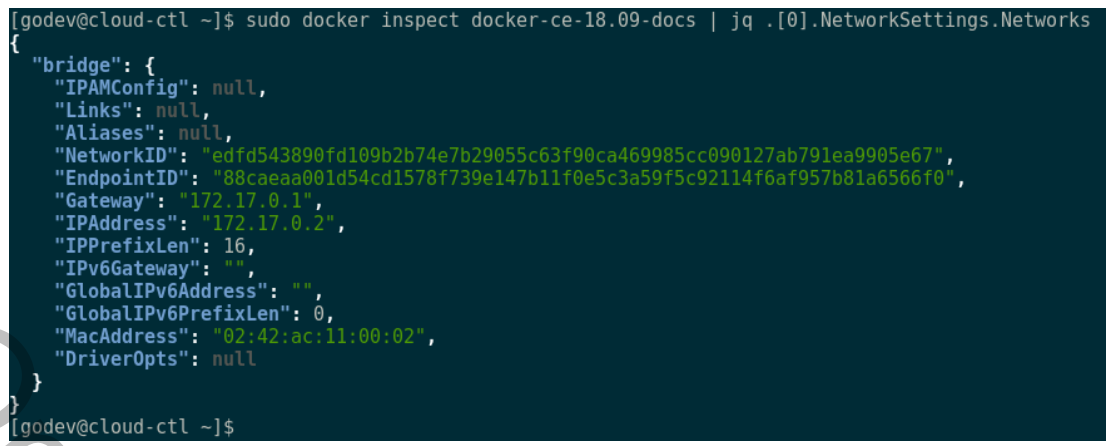 [godev@cloud-ctl ~]$ sudo docker inspect docker-ce-18.09-docs | jq .[0].NetworkSettings.Networks
{
  "bridge": {
    "IPAMConfig": null,
    "Links": null,
    "Aliases": null,
    "NetworkID": "edfd543890fd109b2b74e7b29055c63f90ca469985cc090127ab791ea9905e67",
    "EndpointID": "88caeaa001d54cd1578f739e147b11f0e5c3a59f5c92114f6af957b81a6566f0",
    "Gateway": "172.17.0.1",
    "IPAddress": "172.17.0.2",
    "IPPrefixLen": 16,
    "IPv6Gateway": "",
    "GlobalIPv6Address": "",
    "GlobalIPv6PrefixLen": 0,
    "MacAddress": "02:42:ac:11:00:02",
    "DriverOpts": null
  }
}
[godev@cloud-ctl ~]$